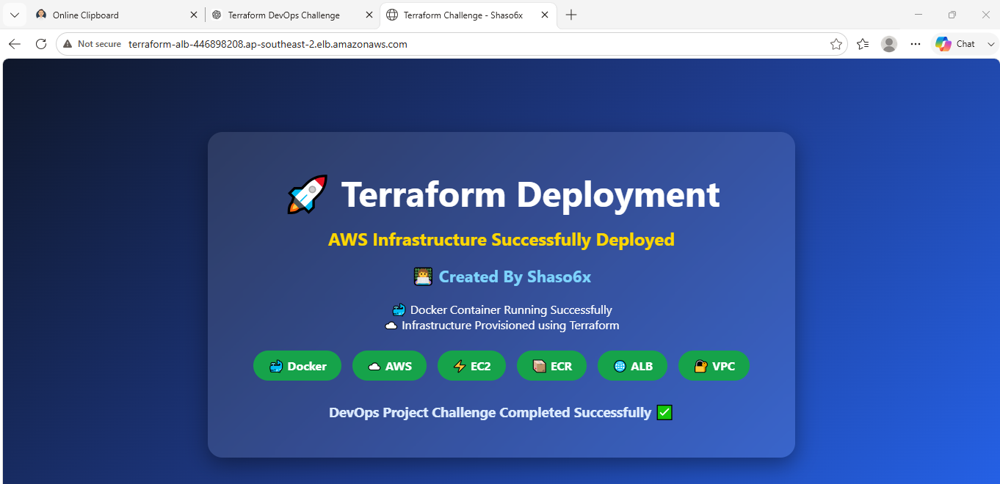 Online Clipboard
Terraform DevOps Challenge
Terraform Challenge - Shaso6x
Not secure
terraform-alb-446898208.ap-southeast-2.elb.amazonaws.com
Chat
🚀 Terraform Deployment
AWS Infrastructure Successfully Deployed
👨‍💻 Created By Shaso6x
🐳 Docker Container Running Successfully
☁️ Infrastructure Provisioned using Terraform
🐳 Docker
☁️ AWS
⚡ EC2
📦 ECR
🌐 ALB
🔐 VPC
DevOps Project Challenge Completed Successfully ✅